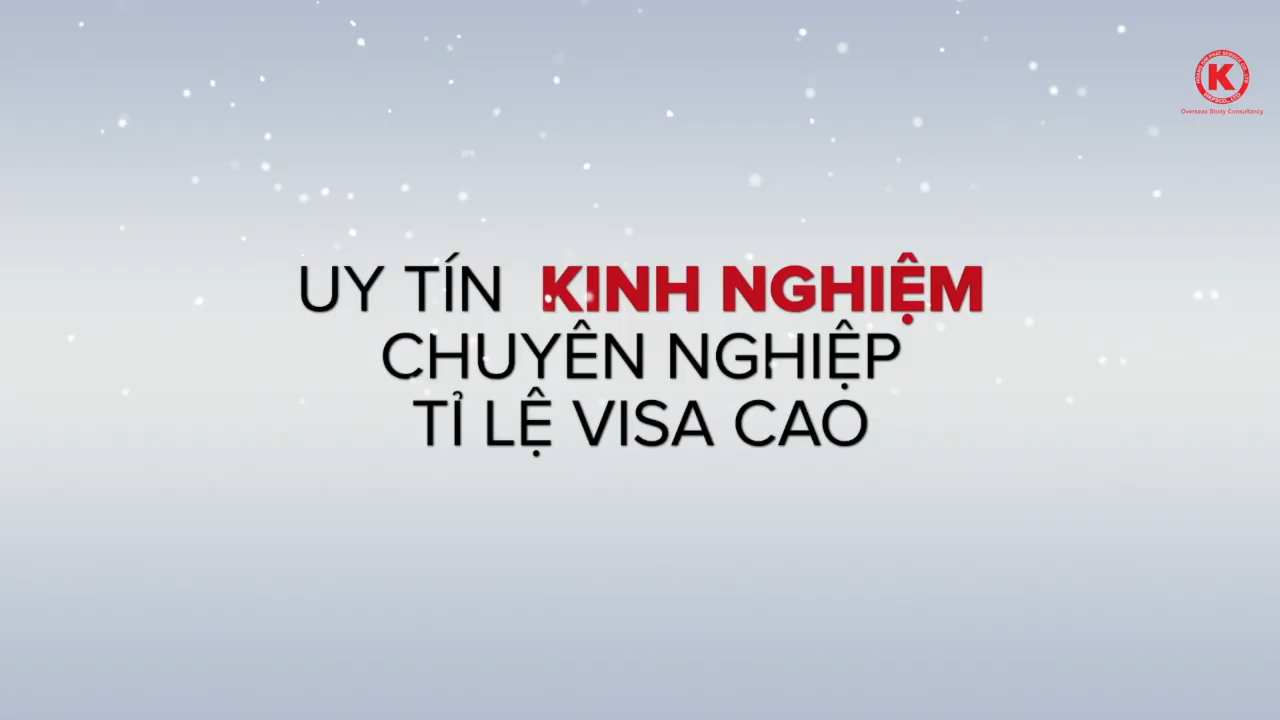 UY TÍN KINH NGHIỆM
CHUYÊN NGHIỆP
TỈ LỆ VISA CAO
K
Overseas Study Consultancy